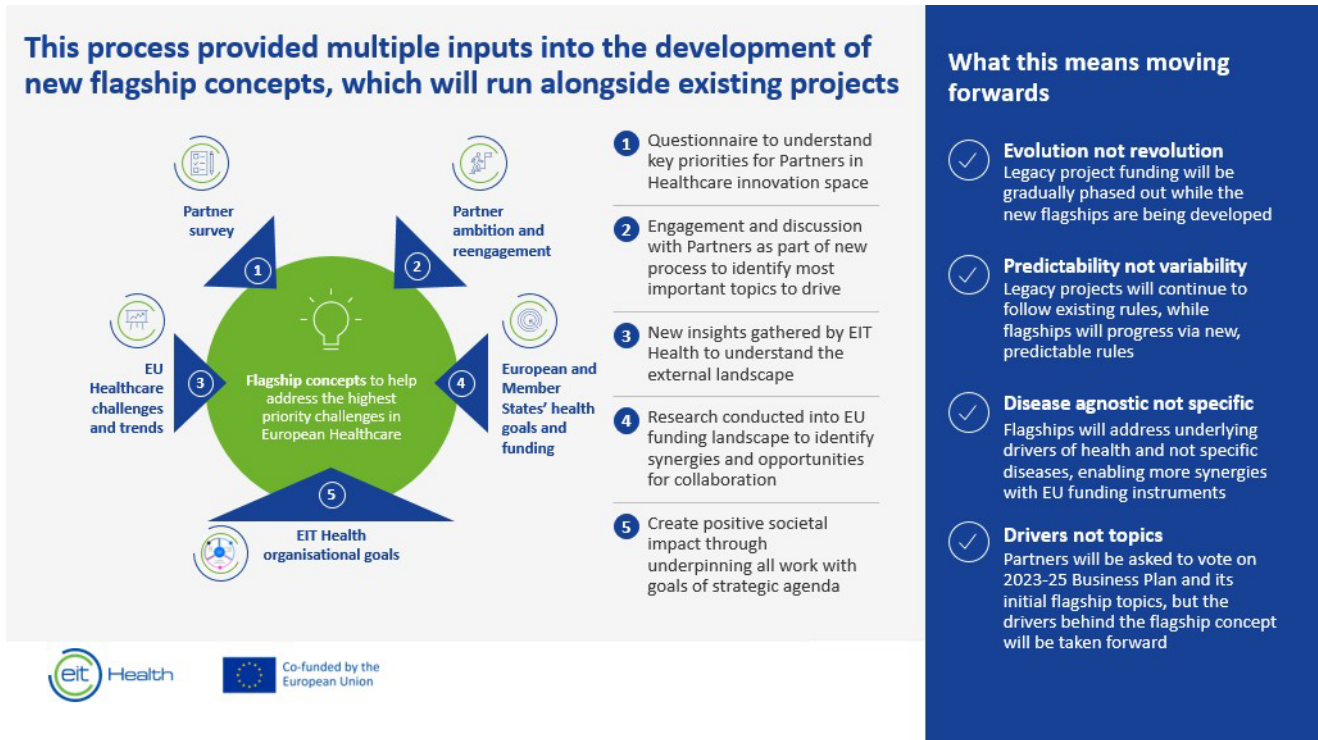 This process provided multiple inputs into the development of
new flagship concepts, which will run alongside existing projects
Partner
survey
1
Partner
ambition and
reengagement
2
EU
Healthcare
challenges
and trends
3
Flagship concepts to help
address the highest
priority challenges in
European Healthcare
4
European and
Member
States' health
goals and
funding
5
EIT Health
organisational goals
1 Questionnaire to understand
key priorities for Partners in
Healthcare innovation space
2 Engagement and discussion
with Partners as part of new
process to identify most
important topics to drive
3 New insights gathered by EIT
Health to understand the
external landscape
4 Research conducted into EU
funding landscape to identify
synergies and opportunities
for collaboration
5 Create positive societal
impact through
underpinning all work with
goals of strategic agenda
eit Health
Co-funded by the
European Union
What this means moving
forwards
Evolution not revolution
Legacy project funding will be
gradually phased out while the
new flagships are being developed
Predictability not variability
Legacy projects will continue to
follow existing rules, while
flagships will progress via new,
predictable rules
Disease agnostic not specific
Flagships will address underlying
drivers of health and not specific
diseases, enabling more synergies
with EU funding instruments
Drivers not topics
Partners will be asked to vote on
2023-25 Business Plan and its
initial flagship topics, but the
drivers behind the flagship concept
will be taken forward